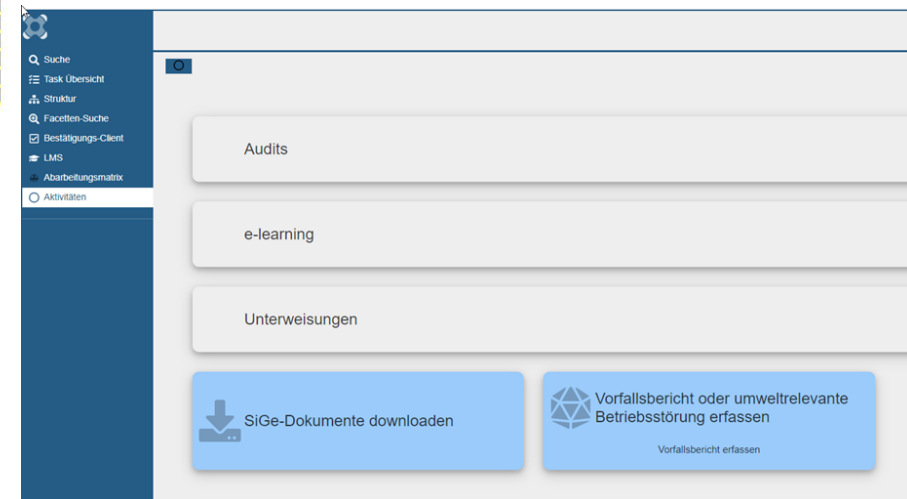 Suche
Task Übersicht
Struktur
Facetten-Suche
Bestätigungs-Client
LMS
Abarbeitungsmatrix
Aktivitäten
Audits
e-learning
Unterweisungen
SiGe-Dokumente downloaden
Vorfallsbericht oder umweltrelevante
Betriebsstörung erfassen
Vorfallsbericht erfassen